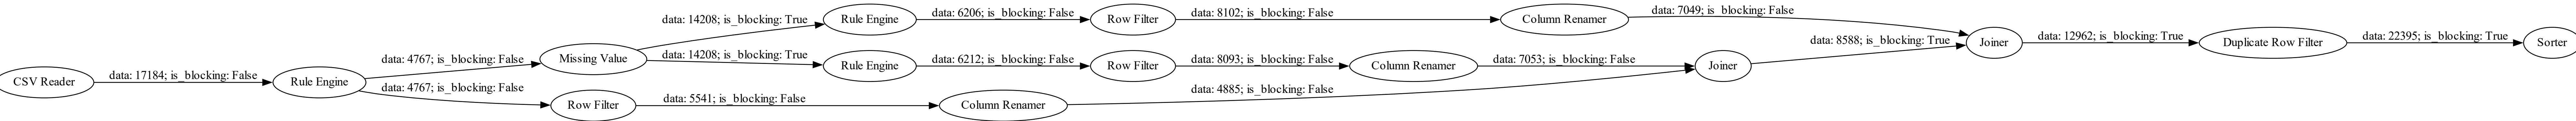 data: 14208; is_blocking: True
Rule Engine
data: 6206; is_blocking: False
Row Filter
data: 8102; is_blocking: False
Column Renamer
data: 7049; is_blocking: False
CSV Reader
data: 17184; is_blocking: False
Rule Engine
data: 4767; is_blocking: False
Missing Value
data: 14208; is_blocking: True
Rule Engine
data: 6212; is_blocking: False
Row Filter
data: 8093; is_blocking: False
Column Renamer
data: 7053; is_blocking: False
Joiner
data: 8588; is_blocking: True
Joiner
data: 12962; is_blocking: True
Duplicate Row Filter
data: 22395; is_blocking: True
Sorter
data: 4767; is_blocking: False
Row Filter
data: 5541; is_blocking: False
Column Renamer
data: 4885; is_blocking: False